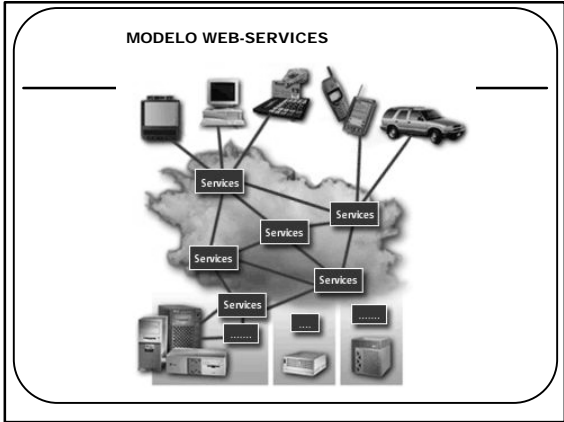 MODELO WEB-SERVICES
Services
Services
Services
Services
Services
Services
.......
....
.......